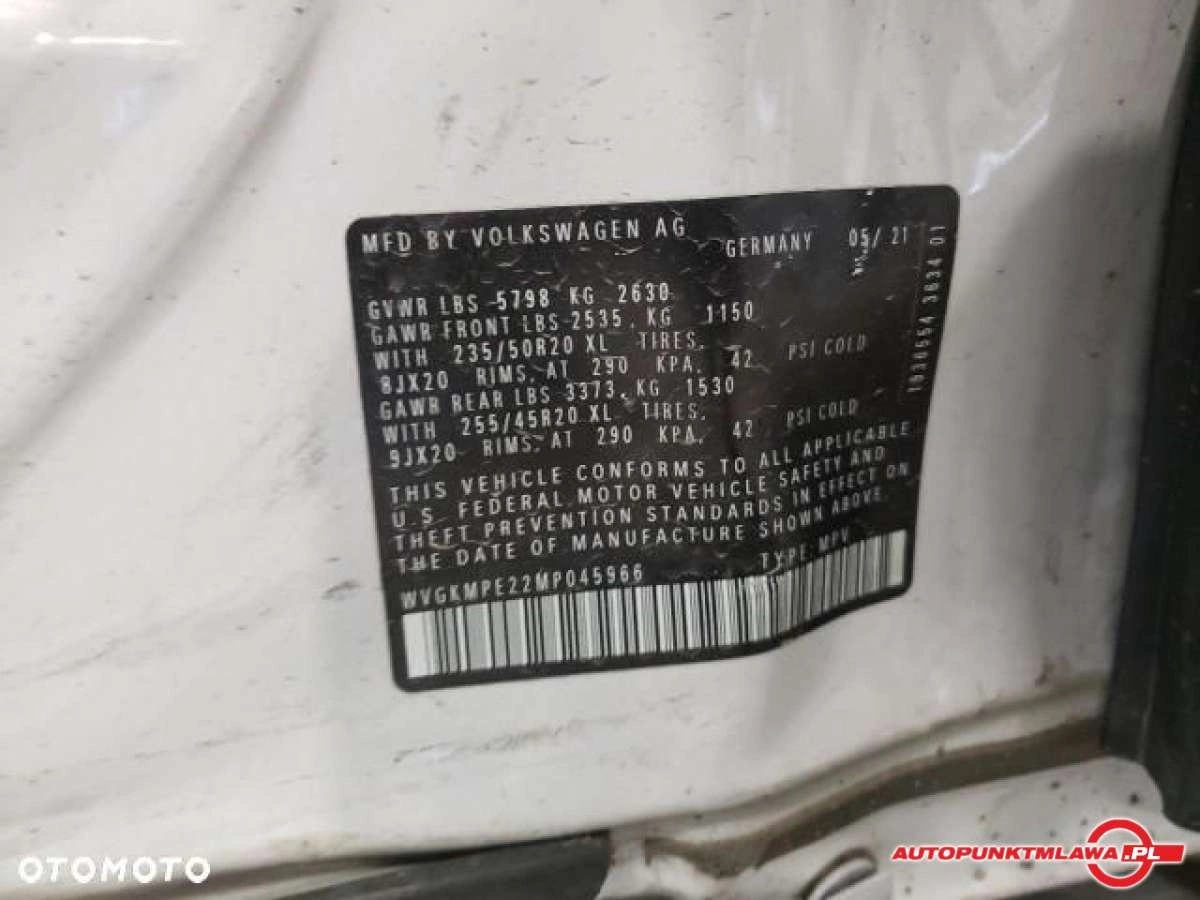 MFD BY VOLKSWAGEN AG GERMANY 05/21
GVWR LBS 5798 KG 2630
GAWR FRONT LBS 2535. KG 1150
WITH 235/50R20 XL TIRES.
8JX20 RIMS. AT 290 KPA. 42 PSI COLD
GAWR REAR LBS 3373. KG 1530
WITH 255/45R20 XL TIRES.
9JX20 RIMS. AT 290 KPA. 42 PSI COLD
THIS VEHICLE CONFORMS TO ALL APPLICABLE
U.S. FEDERAL MOTOR VEHICLE SAFETY AND
THEFT PREVENTION STANDARDS IN EFFECT ON
THE DATE OF MANUFACTURE SHOWN ABOVE.
WVGKMPE22MP045966 TYPE: MPV
1930554 3634 01
OTOMOTO
AUTOPUNKTMLAWA.PL